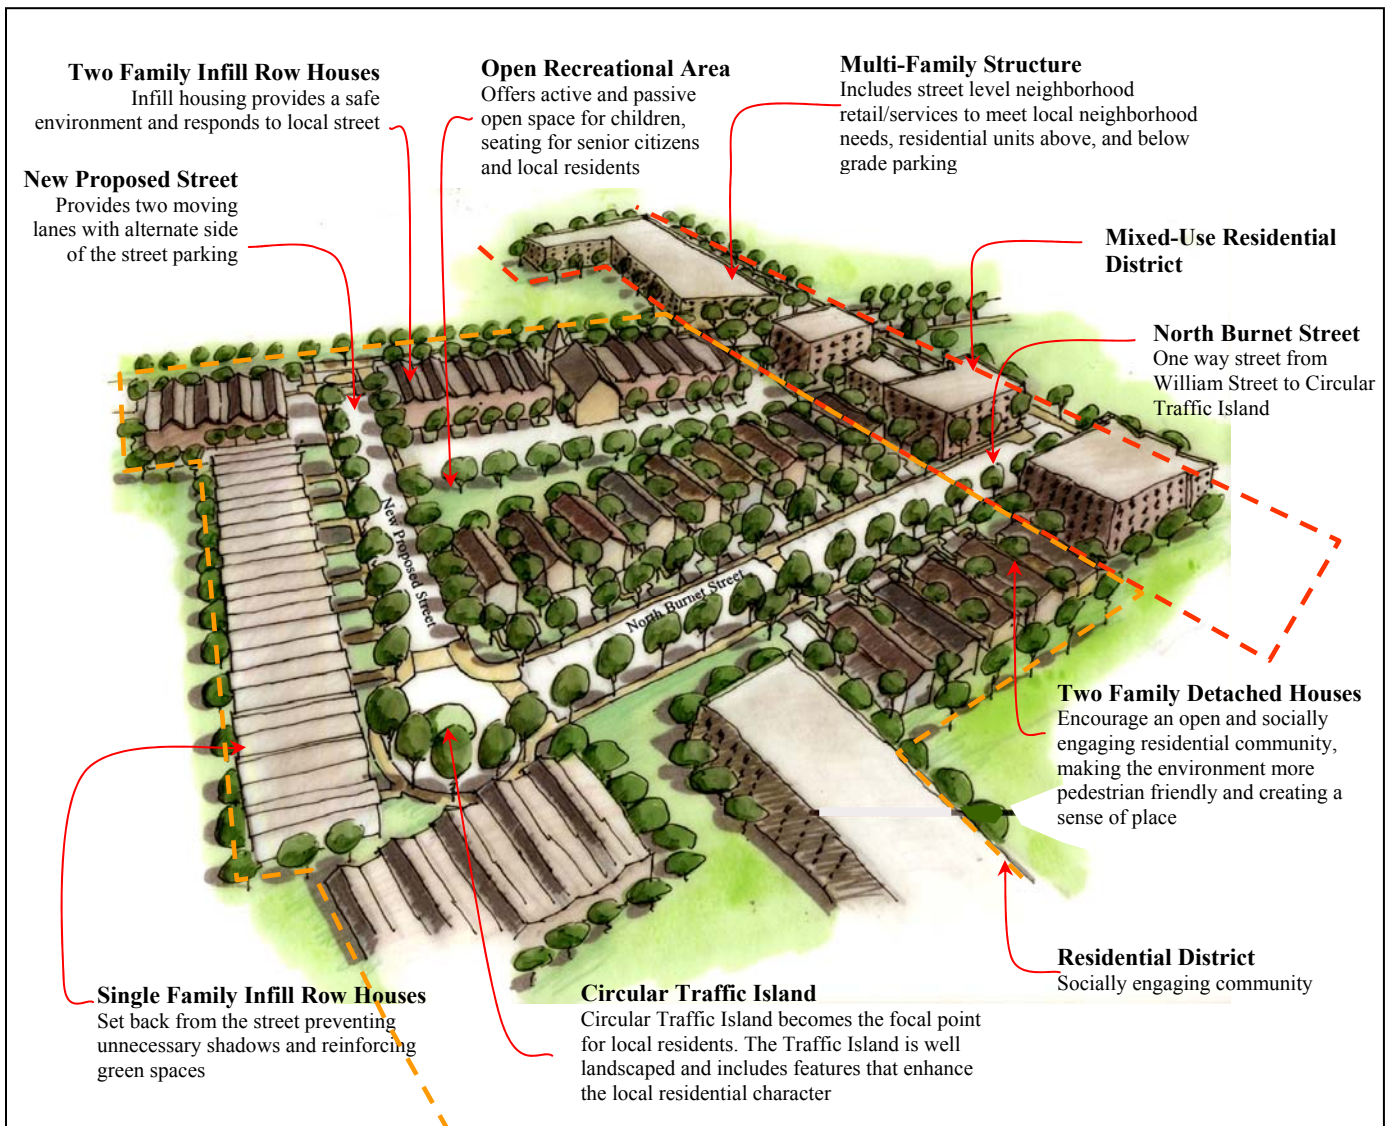 Two Family Infill Row Houses
Infill housing provides a safe
environment and responds to local street
Open Recreational Area
Offers active and passive
open space for children,
seating for senior citizens
and local residents
Multi-Family Structure
Includes street level neighborhood
retail/services to meet local neighborhood
needs, residential units above, and below
grade parking
New Proposed Street
Provides two moving
lanes with alternate side
of the street parking
Mixed-Use Residential
District
North Burnet Street
One way street from
William Street to Circular
Traffic Island
New Proposed Street
North Burnet Street
Two Family Detached Houses
Encourage an open and socially
engaging residential community,
making the environment more
pedestrian friendly and creating a
sense of place
Residential District
Socially engaging community
Single Family Infill Row Houses
Set back from the street preventing
unnecessary shadows and reinforcing
green spaces
Circular Traffic Island
Circular Traffic Island becomes the focal point
for local residents. The Traffic Island is well
landscaped and includes features that enhance
the local residential character